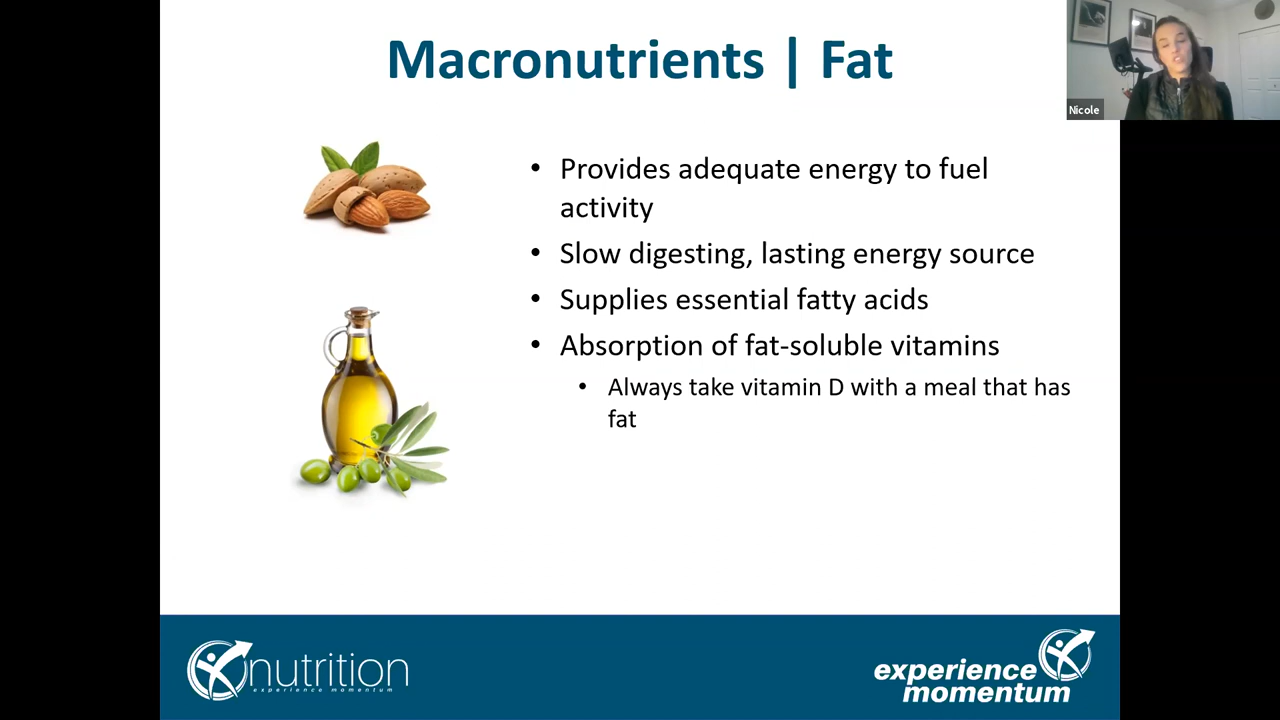 Macronutrients | Fat
Nicole
• Provides adequate energy to fuel
activity
• Slow digesting, lasting energy source
• Supplies essential fatty acids
• Absorption of fat-soluble vitamins
• Always take vitamin D with a meal that has
fat
nutrition
experience momentum
experience
momentum